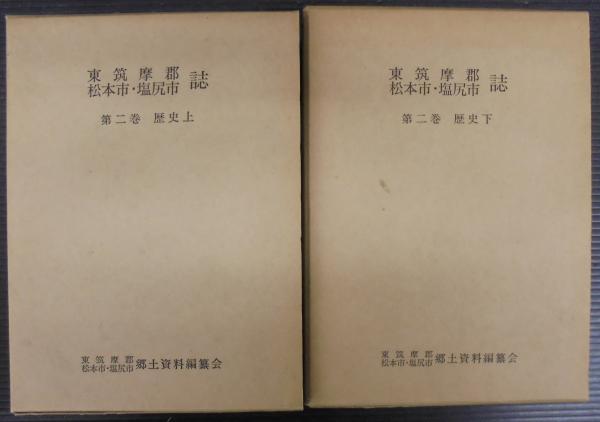 東筑摩郡
松本市・塩尻市 誌
第二巻 歴史上
東筑摩郡
松本市・塩尻市 郷土資料編纂会
東筑摩郡
松本市・塩尻市 誌
第二巻 歴史下
東筑摩郡
松本市・塩尻市 郷土資料編纂会